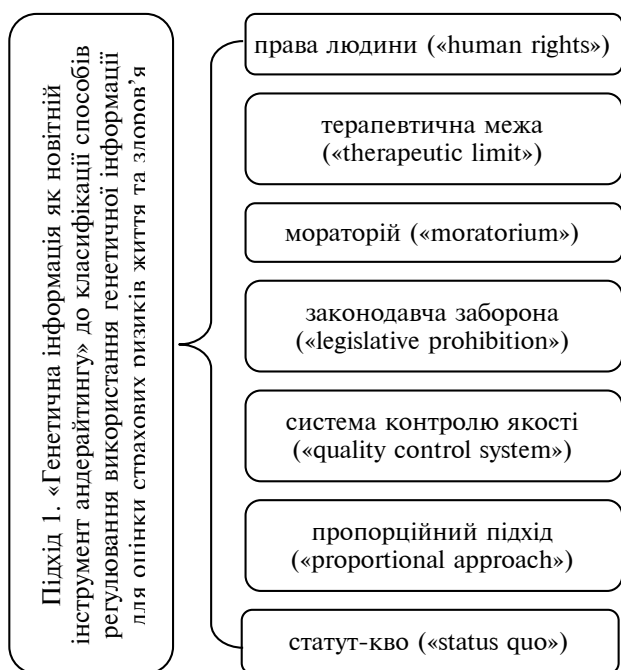 Підхід 1. «Генетична інформація як новітній
інструмент андерайтингу» до класифікації способів
регулювання використання генетичної інформації
для оцінки страхових ризиків життя та здоров’я
права людини («human rights»)
терапевтична межа
(«therapeutic limit»)
мораторій («moratorium»)
законодавча заборона
(«legislative prohibition»)
система контролю якості
(«quality control system»)
пропорційний підхід
(«proportional approach»)
статут-кво («status quo»)